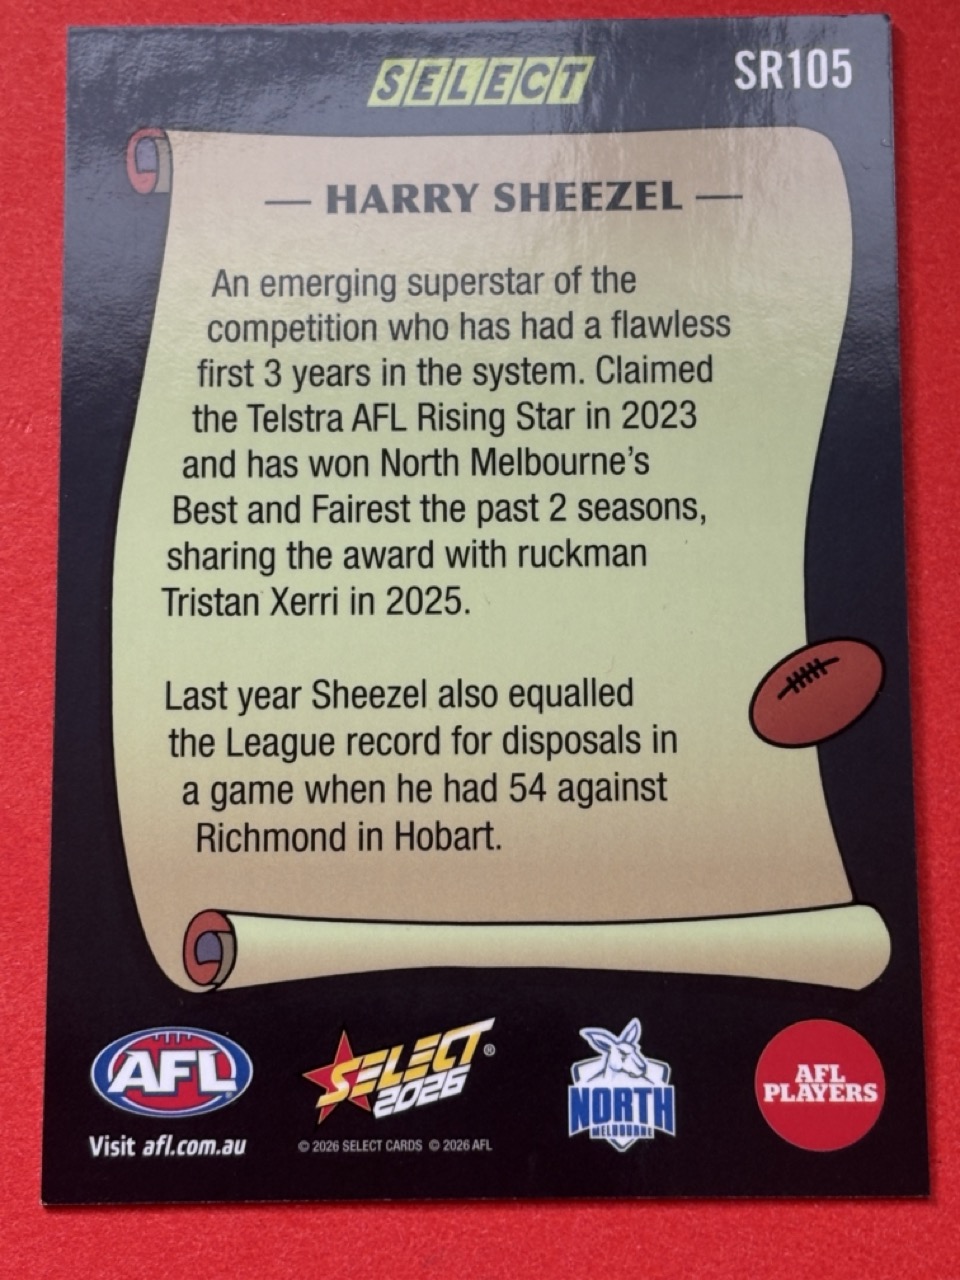 SELECT
SR105
— HARRY SHEEZEL —
An emerging superstar of the
competition who has had a flawless
first 3 years in the system. Claimed
the Telstra AFL Rising Star in 2023
and has won North Melbourne's
Best and Fairest the past 2 seasons,
sharing the award with ruckman
Tristan Xerri in 2025.
Last year Sheezel also equalled
the League record for disposals in
a game when he had 54 against
Richmond in Hobart.
AFL
Visit afl.com.au
SELECT®
2026
© 2026 SELECT CARDS © 2026 AFL
NORTH
MELBOURNE
AFL
PLAYERS